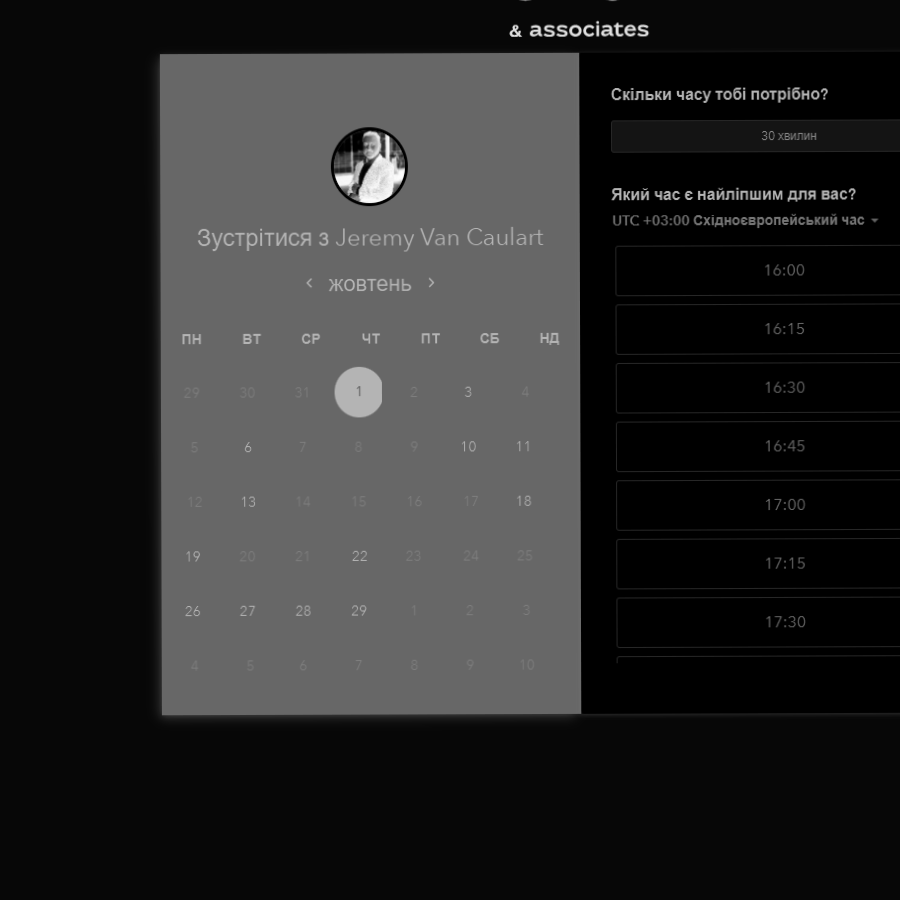 & associates
Зустрітися з Jeremy Van Caulart
< жовтень >
ПН ВТ СР ЧТ ПТ СБ НД
29 30 31 1 2 3 4
5 6 7 8 9 10 11
12 13 14 15 16 17 18
19 20 21 22 23 24 25
26 27 28 29 1 2 3
4 5 6 7 8 9 10
Скільки часу тобі потрібно?
30 хвилин
Який час є найліпшим для вас?
UTC +03:00 Східноєвропейський час
16:00
16:15
16:30
16:45
17:00
17:15
17:30